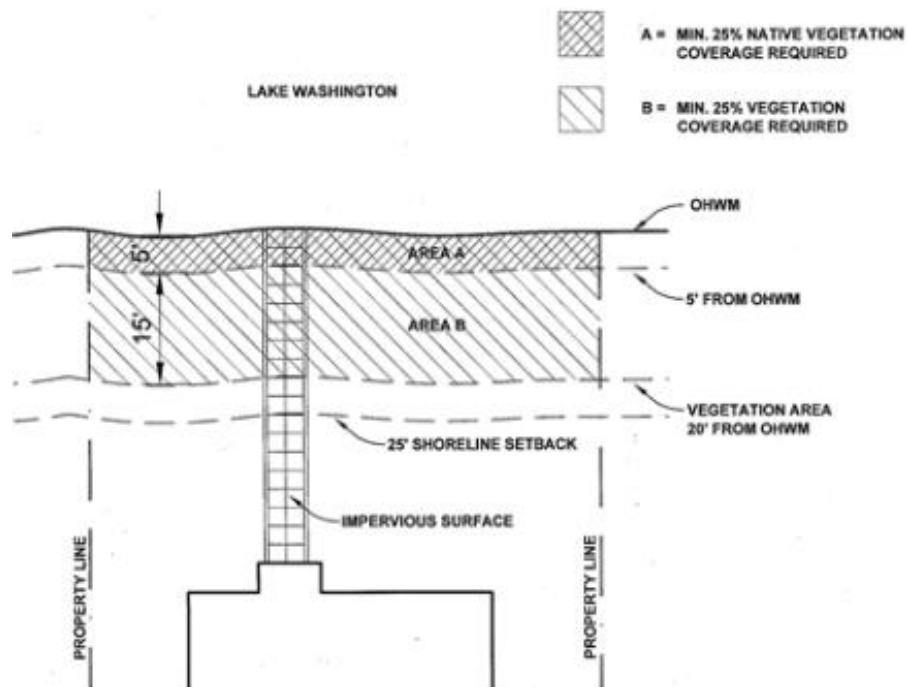 A = MIN. 25% NATIVE VEGETATION
COVERAGE REQUIRED
LAKE WASHINGTON
B = MIN. 25% VEGETATION
COVERAGE REQUIRED
OHWM
5'
AREA A
5' FROM OHWM
15'
AREA B
VEGETATION AREA
20' FROM OHWM
25' SHORELINE SETBACK
IMPERVIOUS SURFACE
PROPERTY LINE
PROPERTY LINE